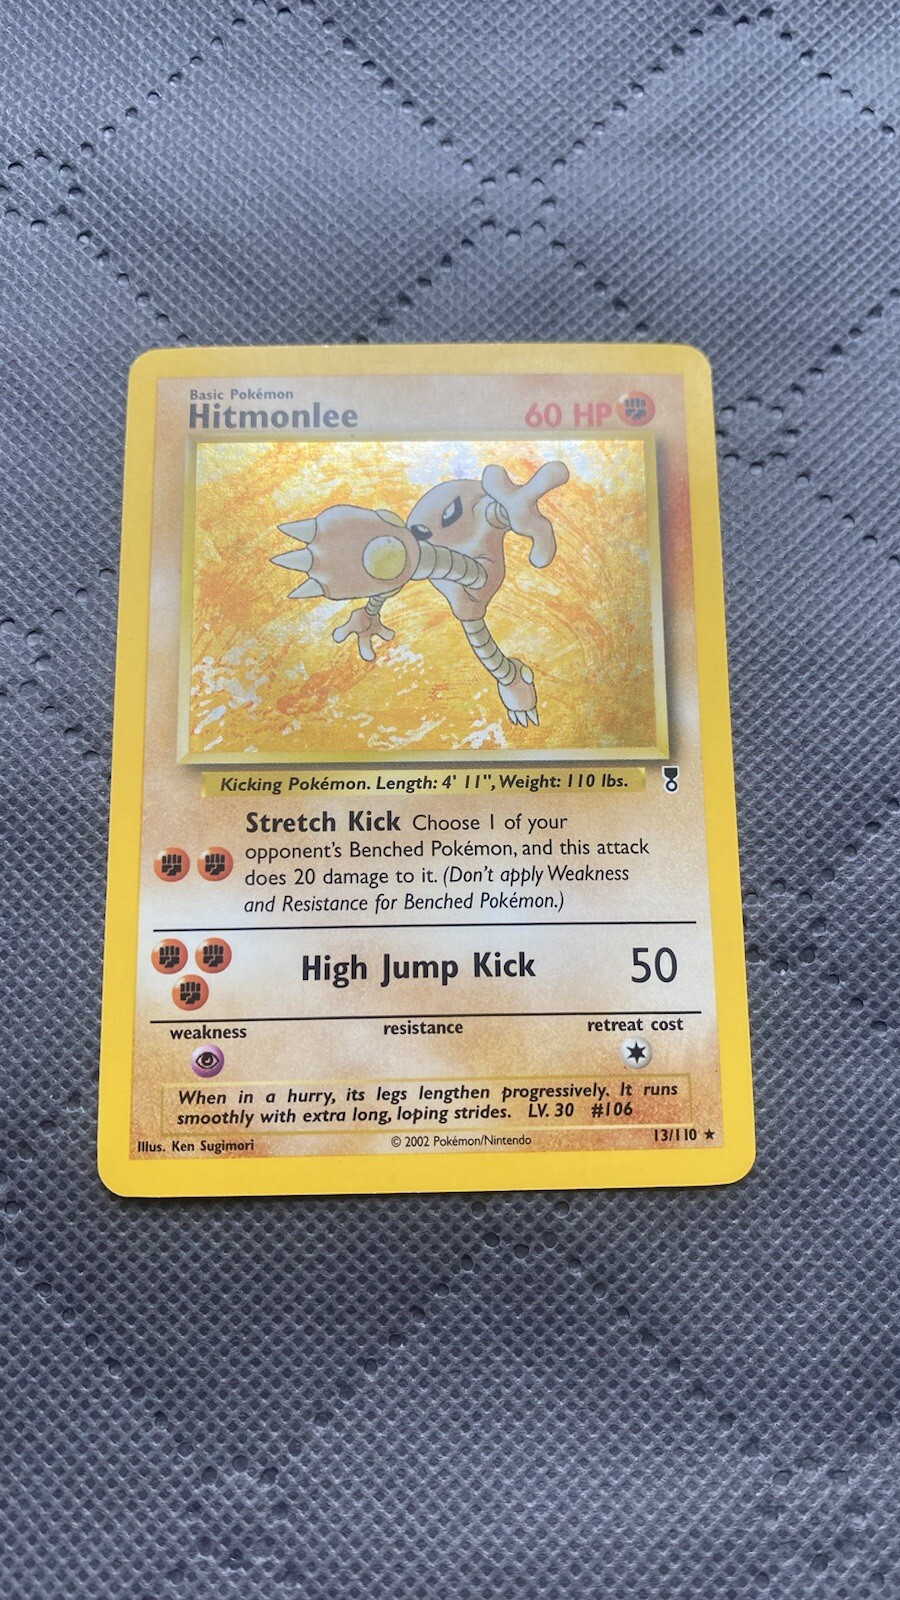 Basic Pokémon
Hitmonlee 60 HP
Kicking Pokémon. Length: 4' 11", Weight: 110 lbs.
Stretch Kick Choose 1 of your
opponent's Benched Pokémon, and this attack
does 20 damage to it. (Don't apply Weakness
and Resistance for Benched Pokémon.)
High Jump Kick 50
weakness resistance retreat cost
When in a hurry, its legs lengthen progressively. It runs
smoothly with extra long, loping strides. LV. 30 #106
Illus. Ken Sugimori © 2002 Pokémon/Nintendo 13/110 ★